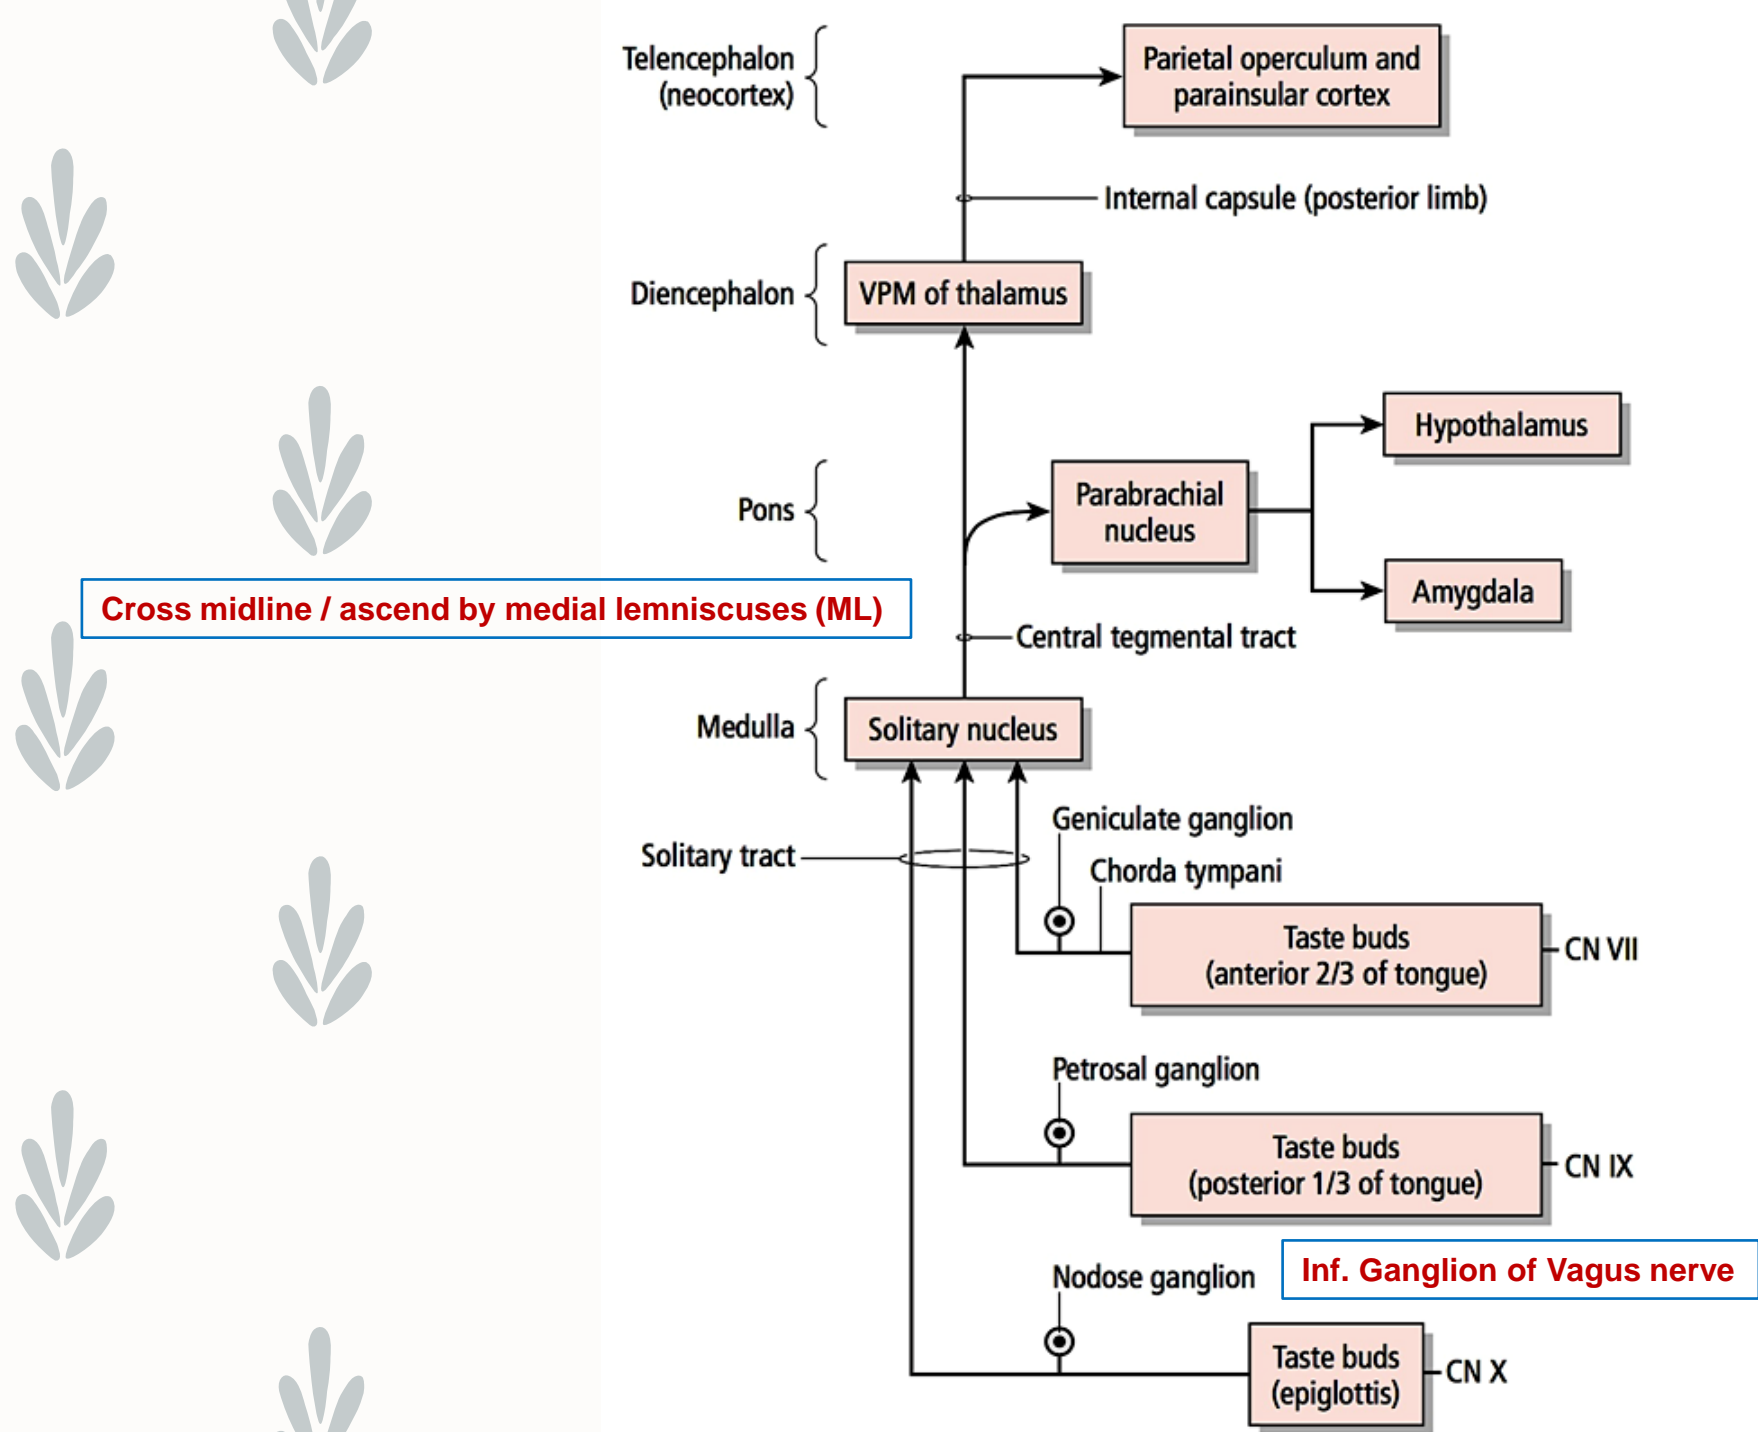 Telencephalon
(neocortex)
Parietal operculum and
parainsular cortex
Internal capsule (posterior limb)
Diencephalon
VPM of thalamus
Hypothalamus
Pons
Parabrachial
nucleus
Amygdala
Cross midline / ascend by medial lemniscuses (ML)
Central tegmental tract
Medulla
Solitary nucleus
Geniculate ganglion
Solitary tract
Chorda tympani
Taste buds
(anterior 2/3 of tongue)
CN VII
Petrosal ganglion
Taste buds
(posterior 1/3 of tongue)
CN IX
Nodose ganglion
Inf. Ganglion of Vagus nerve
Taste buds
(epiglottis)
CN X